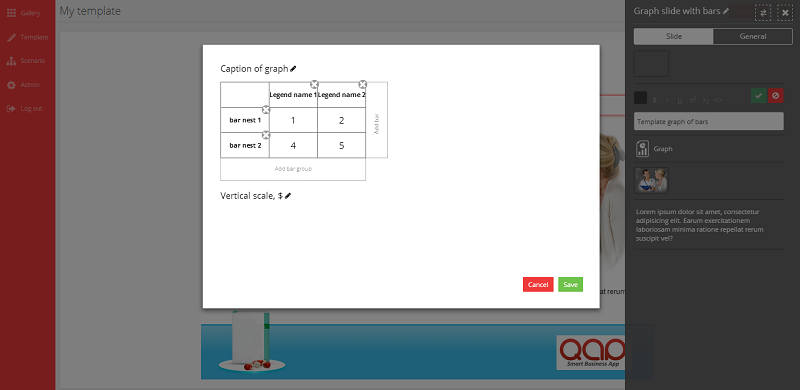 Gallery
Template
Scenario
Admin
Log out
My template
Caption of graph
Legend name 1 Legend name 2
bar nest 1 1 2
bar nest 2 4 5
Add bar
Add bar group
Vertical scale, $
Cancel Save
at rerum
QAP
Smart Business App
Graph slide with bars
Slide General
Template graph of bars
Graph
Lorem ipsum dolor sit amet, consectetur
adipisicing elit. Earum exercitationem
laboriosam minima ratione repellat rerum
suscipit vel?